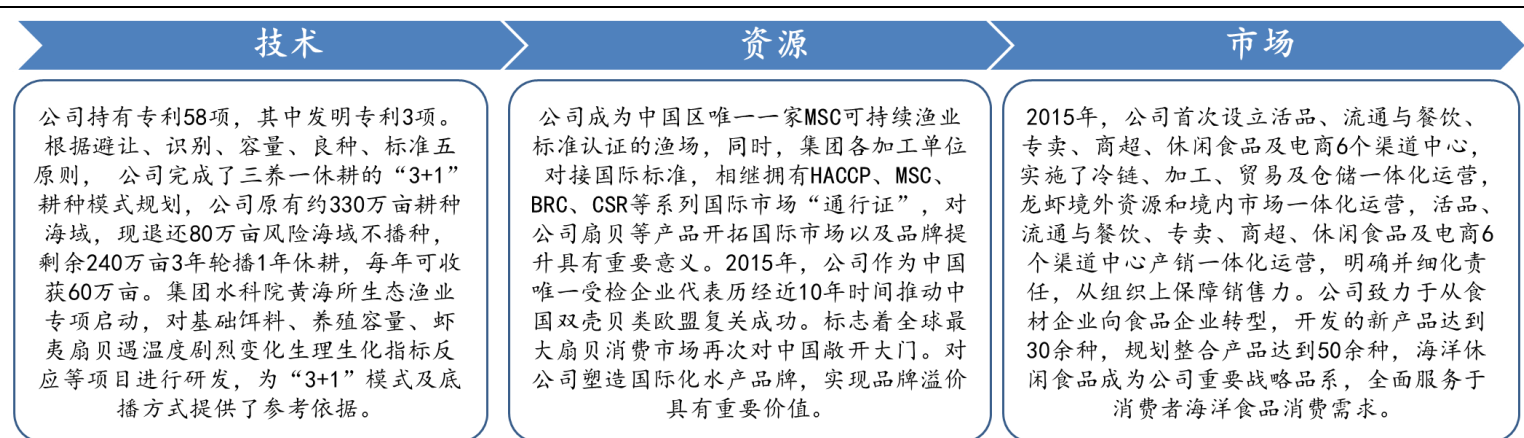 技术
公司持有专利58项，其中发明专利3项。
根据避让、识别、容量、良种、标准五
原则， 公司完成了三养一休耕的“3+1”
耕种模式规划，公司原有约330万亩耕种
海域，现退还80万亩风险海域不播种，
剩余240万亩3年轮播1年休耕，每年可收
获60万亩。集团水科院黄海所生态渔业
专项启动，对基础饵料、养殖容量、虾
夷扇贝遇温度剧烈变化生理生化指标反
应等项目进行研发，为“3+1”模式及底
播方式提供了参考依据。
资源
公司成为中国区唯一一家MSC可持续渔业
标准认证的渔场，同时，集团各加工单位
对接国际标准，相继拥有HACCP、MSC、
BRC、CSR等系列国际市场“通行证”，对
公司扇贝等产品开拓国际市场以及品牌提
升具有重要意义。2015年，公司作为中国
唯一受检企业代表历经近10年时间推动中
国双壳贝类欧盟复关成功。标志着全球最
大扇贝消费市场再次对中国敞开大门。对
公司塑造国际化水产品牌，实现品牌溢价
具有重要价值。
市场
2015年，公司首次设立活品、流通与餐饮、
专卖、商超、休闲食品及电商6个渠道中心，
实施了冷链、加工、贸易及仓储一体化运营，
龙虾境外资源和境内市场一体化运营，活品、
流通与餐饮、专卖、商超、休闲食品及电商6
个渠道中心产销一体化运营，明确并细化责
任，从组织上保障销售力。公司致力于从食
材企业向食品企业转型，开发的新产品达到
30余种，规划整合产品达到50余种，海洋休
闲食品成为公司重要战略品系，全面服务于
消费者海洋食品消费需求。